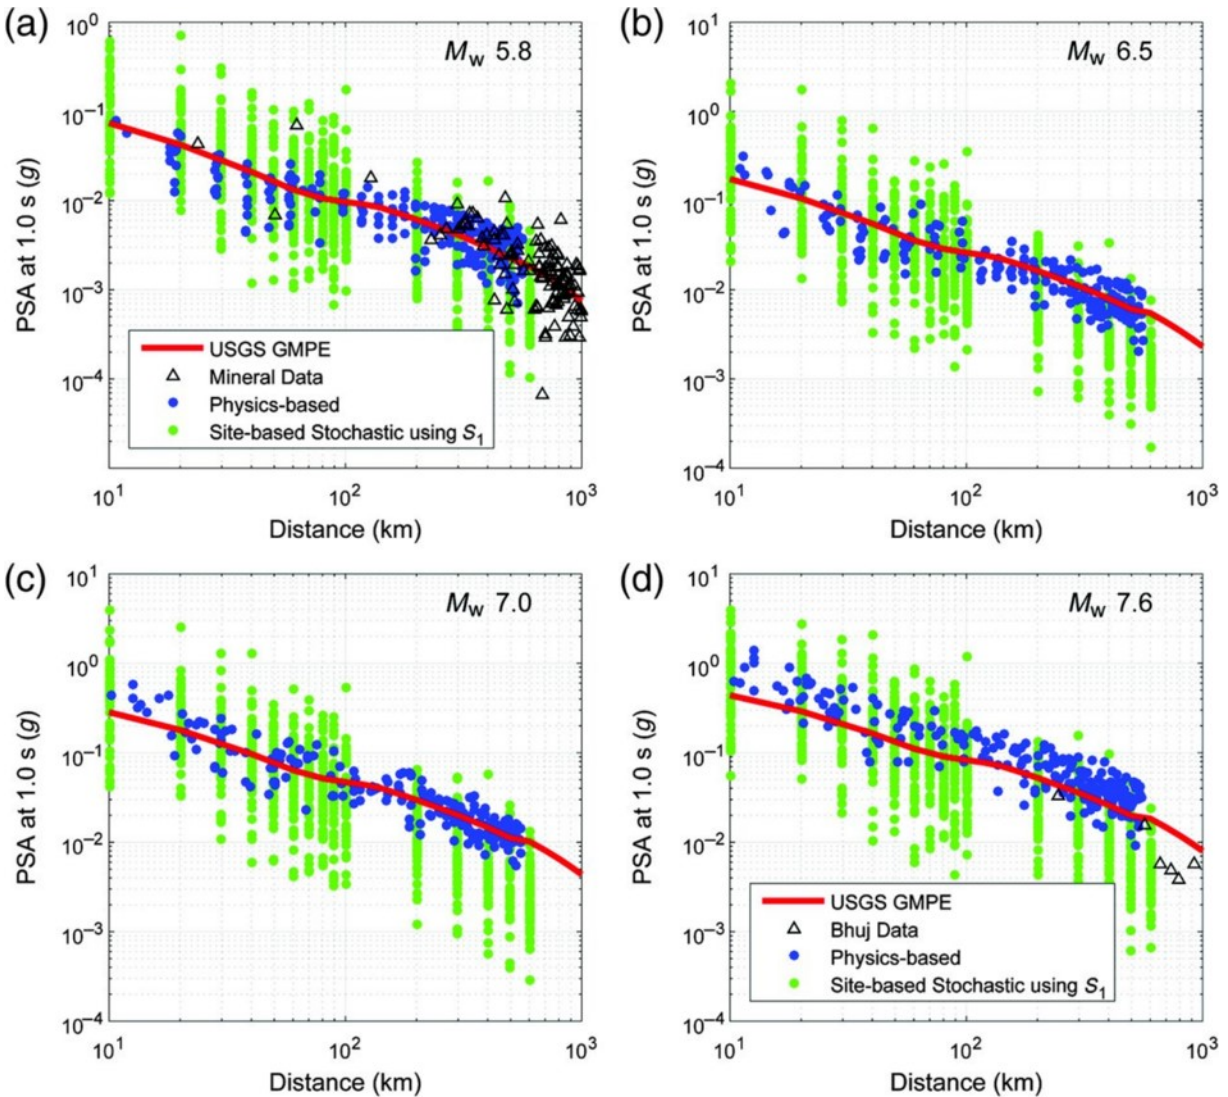 (a)
M_w 5.8
10^0
10^−1
10^−2
10^−3
10^−4
PSA at 1.0 s (g)
USGS GMPE
Mineral Data
Physics-based
Site-based Stochastic using S_1
10^1 10^2 10^3
Distance (km)
(b)
M_w 6.5
10^1
10^0
10^−1
10^−2
10^−3
10^−4
PSA at 1.0 s (g)
10^1 10^2 10^3
Distance (km)
(c)
M_w 7.0
10^1
10^0
10^−1
10^−2
10^−3
10^−4
PSA at 1.0 s (g)
10^1 10^2 10^3
Distance (km)
(d)
M_w 7.6
10^1
10^0
10^−1
10^−2
10^−3
10^−4
PSA at 1.0 s (g)
USGS GMPE
Bhuj Data
Physics-based
Site-based Stochastic using S_1
10^1 10^2 10^3
Distance (km)